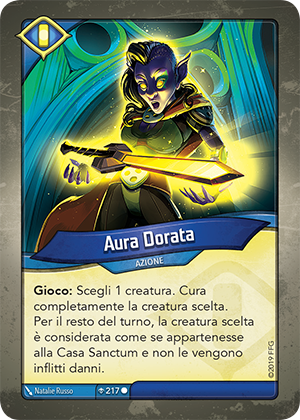 Aura Dorata
AZIONE
Gioco: Scegli 1 creatura. Cura
completamente la creatura scelta.
Per il resto del turno, la creatura scelta
è considerata come se appartenesse
alla Casa Sanctum e non le vengono
inflitti danni.
©2019 FFG
Natalie Russo
217